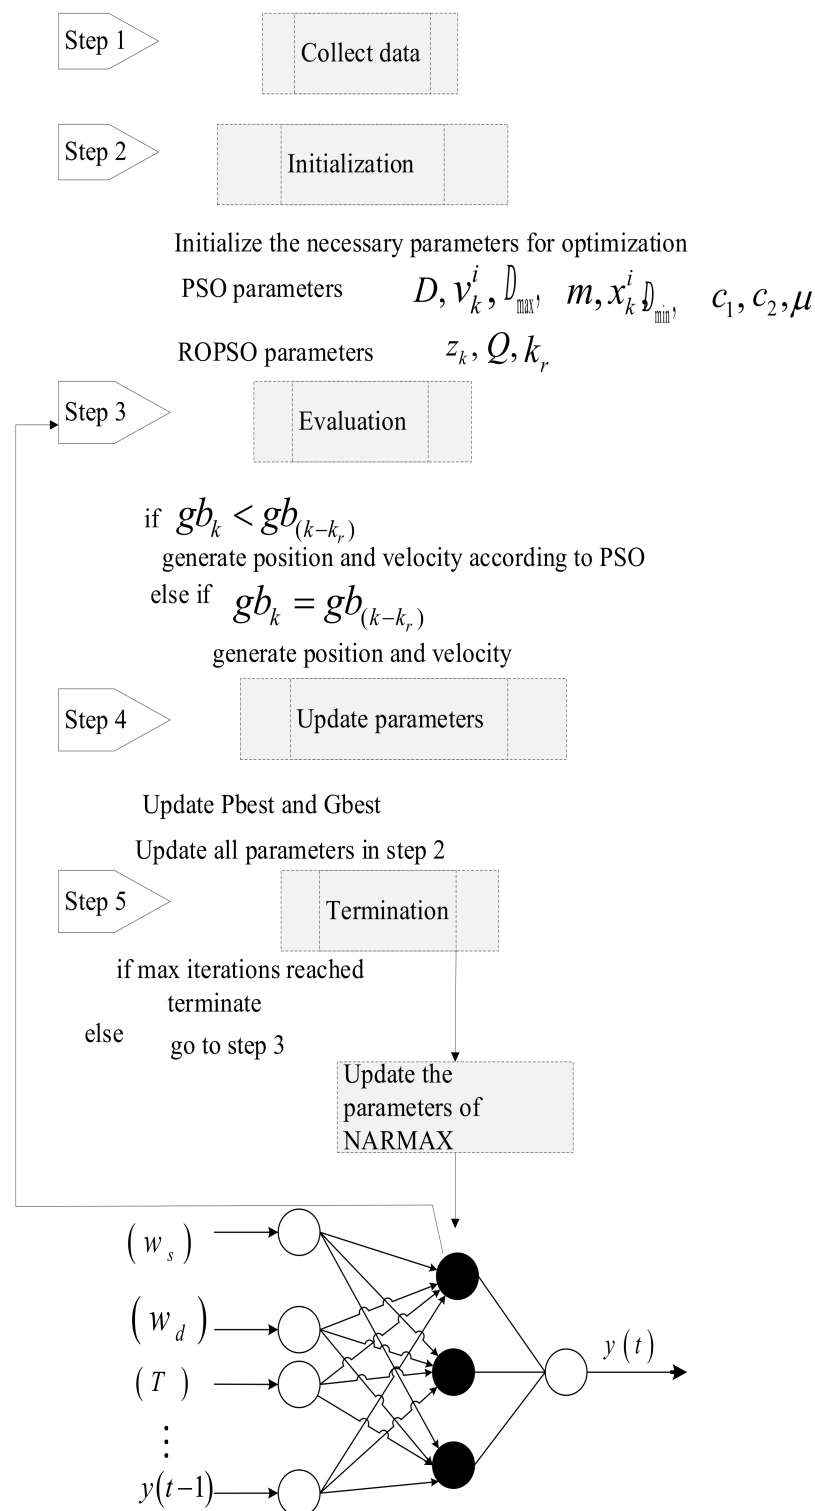 Step 1
Collect data
Step 2
Initialization
Initialize the necessary parameters for optimization
PSO parameters D, v_k^i, D_max, m, x_k^i, D_min, c_1, c_2, μ
ROPSO parameters z_k, Q, k_r
Step 3
Evaluation
if gb_k < gb_(k−k_r)
generate position and velocity according to PSO
else if gb_k = gb_(k−k_r)
generate position and velocity
Step 4
Update parameters
Update Pbest and Gbest
Update all parameters in step 2
Step 5
Termination
if max iterations reached
terminate
else
go to step 3
Update the
parameters of
NARMAX
(w_s)
(w_d)
(T)
⋮
y(t−1)
y(t)